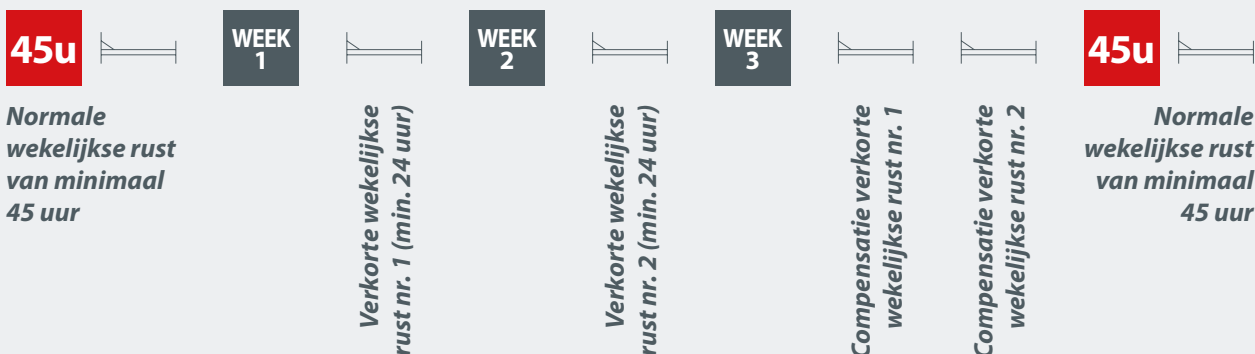 45u
Normale
wekelijkse rust
van minimaal
45 uur
WEEK
1
Verkorte wekelijkse
rust nr. 1 (min. 24 uur)
WEEK
2
Verkorte wekelijkse
rust nr. 2 (min. 24 uur)
WEEK
3
Compensatie verkorte
wekelijkse rust nr. 1
Compensatie verkorte
wekelijkse rust nr. 2
45u
Normale
wekelijkse rust
van minimaal
45 uur